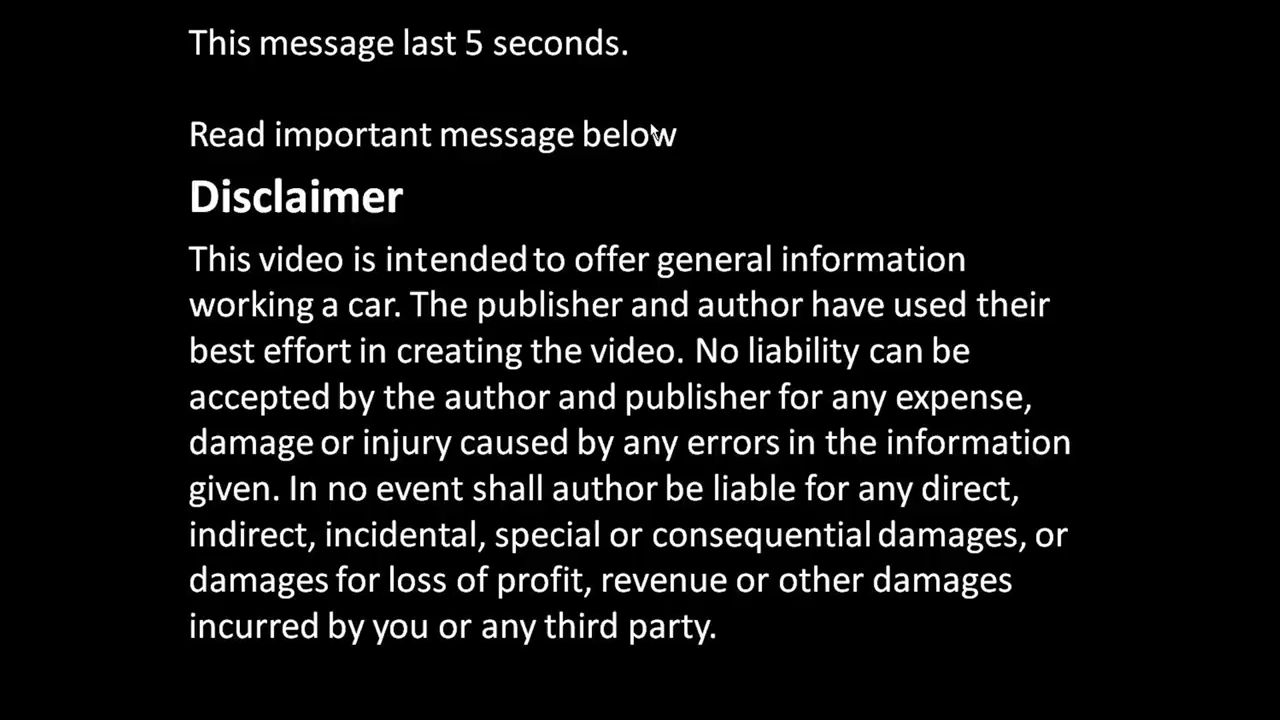 This message last 5 seconds.
Read important message below
Disclaimer
This video is intended to offer general information
working a car. The publisher and author have used their
best effort in creating the video. No liability can be
accepted by the author and publisher for any expense,
damage or injury caused by any errors in the information
given. In no event shall author be liable for any direct,
indirect, incidental, special or consequential damages, or
damages for loss of profit, revenue or other damages
incurred by you or any third party.